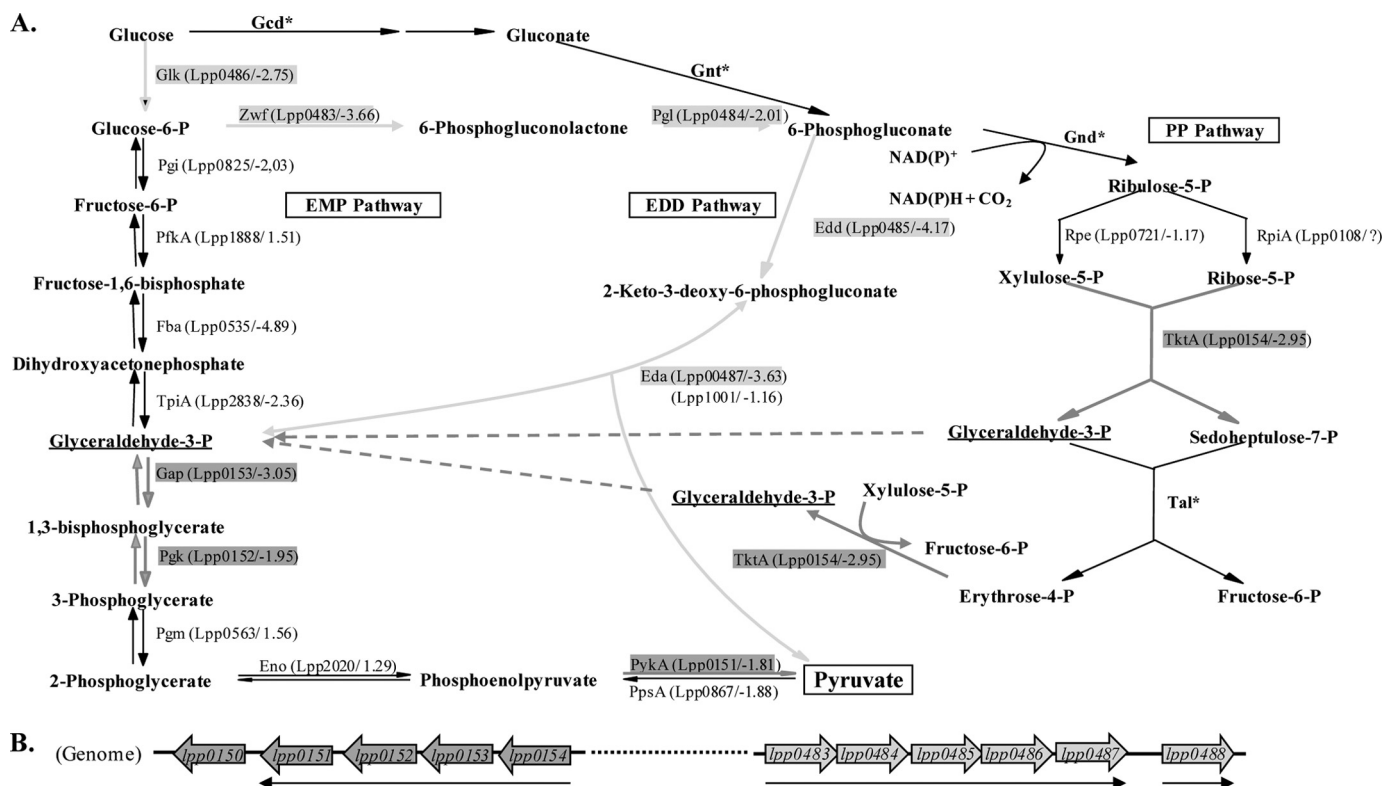 A.
Glucose
Gcd*
Gluconate
Glk (Lpp0486/-2.75)
Gnt*
Glucose-6-P
Zwf (Lpp0483/-3.66)
6-Phosphogluconolactone
Pgl (Lpp0484/-2.01)
6-Phosphogluconate
Gnd*
PP Pathway
NAD(P)⁺
NAD(P)H + CO₂
Pgi (Lpp0825/-2,03)
Fructose-6-P
EMP Pathway
EDD Pathway
Ribulose-5-P
PfkA (Lpp1888/ 1.51)
Edd (Lpp0485/-4.17)
Rpe (Lpp0721/-1.17)
RpiA (Lpp0108/ ?)
Fructose-1,6-bisphosphate
2-Keto-3-deoxy-6-phosphogluconate
Xylulose-5-P
Ribose-5-P
Fba (Lpp0535/-4.89)
TktA (Lpp0154/-2.95)
Dihydroxyacetonephosphate
Eda (Lpp00487/-3.63)
(Lpp1001/ -1.16)
TpiA (Lpp2838/-2.36)
Glyceraldehyde-3-P
Glyceraldehyde-3-P
Sedoheptulose-7-P
Gap (Lpp0153/-3.05)
Glyceraldehyde-3-P
Xylulose-5-P
Tal*
1,3-bisphosphoglycerate
Pgk (Lpp0152/-1.95)
TktA (Lpp0154/-2.95)
Fructose-6-P
3-Phosphoglycerate
Erythrose-4-P
Fructose-6-P
Pgm (Lpp0563/ 1.56)
2-Phosphoglycerate
Eno (Lpp2020/ 1.29)
Phosphoenolpyruvate
PykA (Lpp0151/-1.81)
PpsA (Lpp0867/-1.88)
Pyruvate
B.
(Genome)
lpp0150
lpp0151
lpp0152
lpp0153
lpp0154
lpp0483
lpp0484
lpp0485
lpp0486
lpp0487
lpp0488